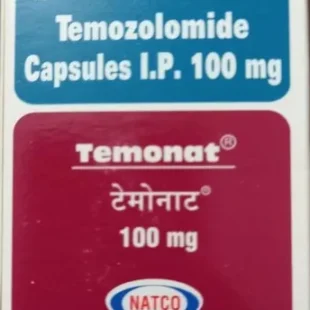 Temozolomide
Capsules I.P. 100 mg
Temonat®
टेमोनाट®
100 mg
NATCO